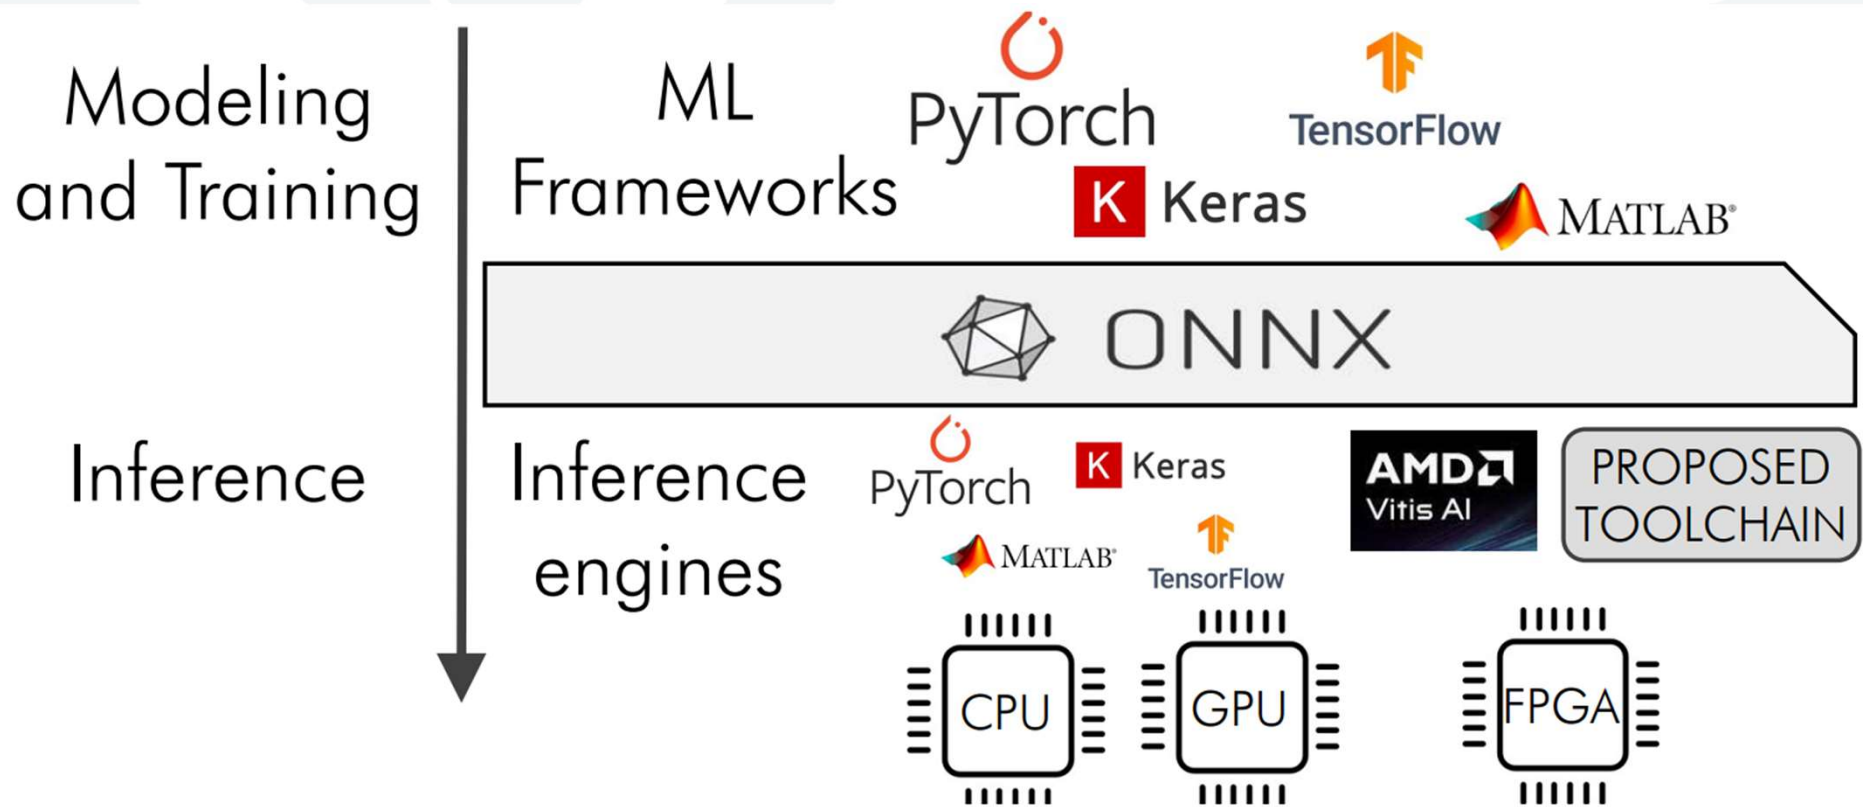 Modeling
and Training
ML
Frameworks
PyTorch
TensorFlow
K Keras
MATLAB®
ONNX
Inference
Inference
engines
PyTorch
K Keras
MATLAB®
TensorFlow
AMD
Vitis AI
PROPOSED
TOOLCHAIN
CPU
GPU
FPGA